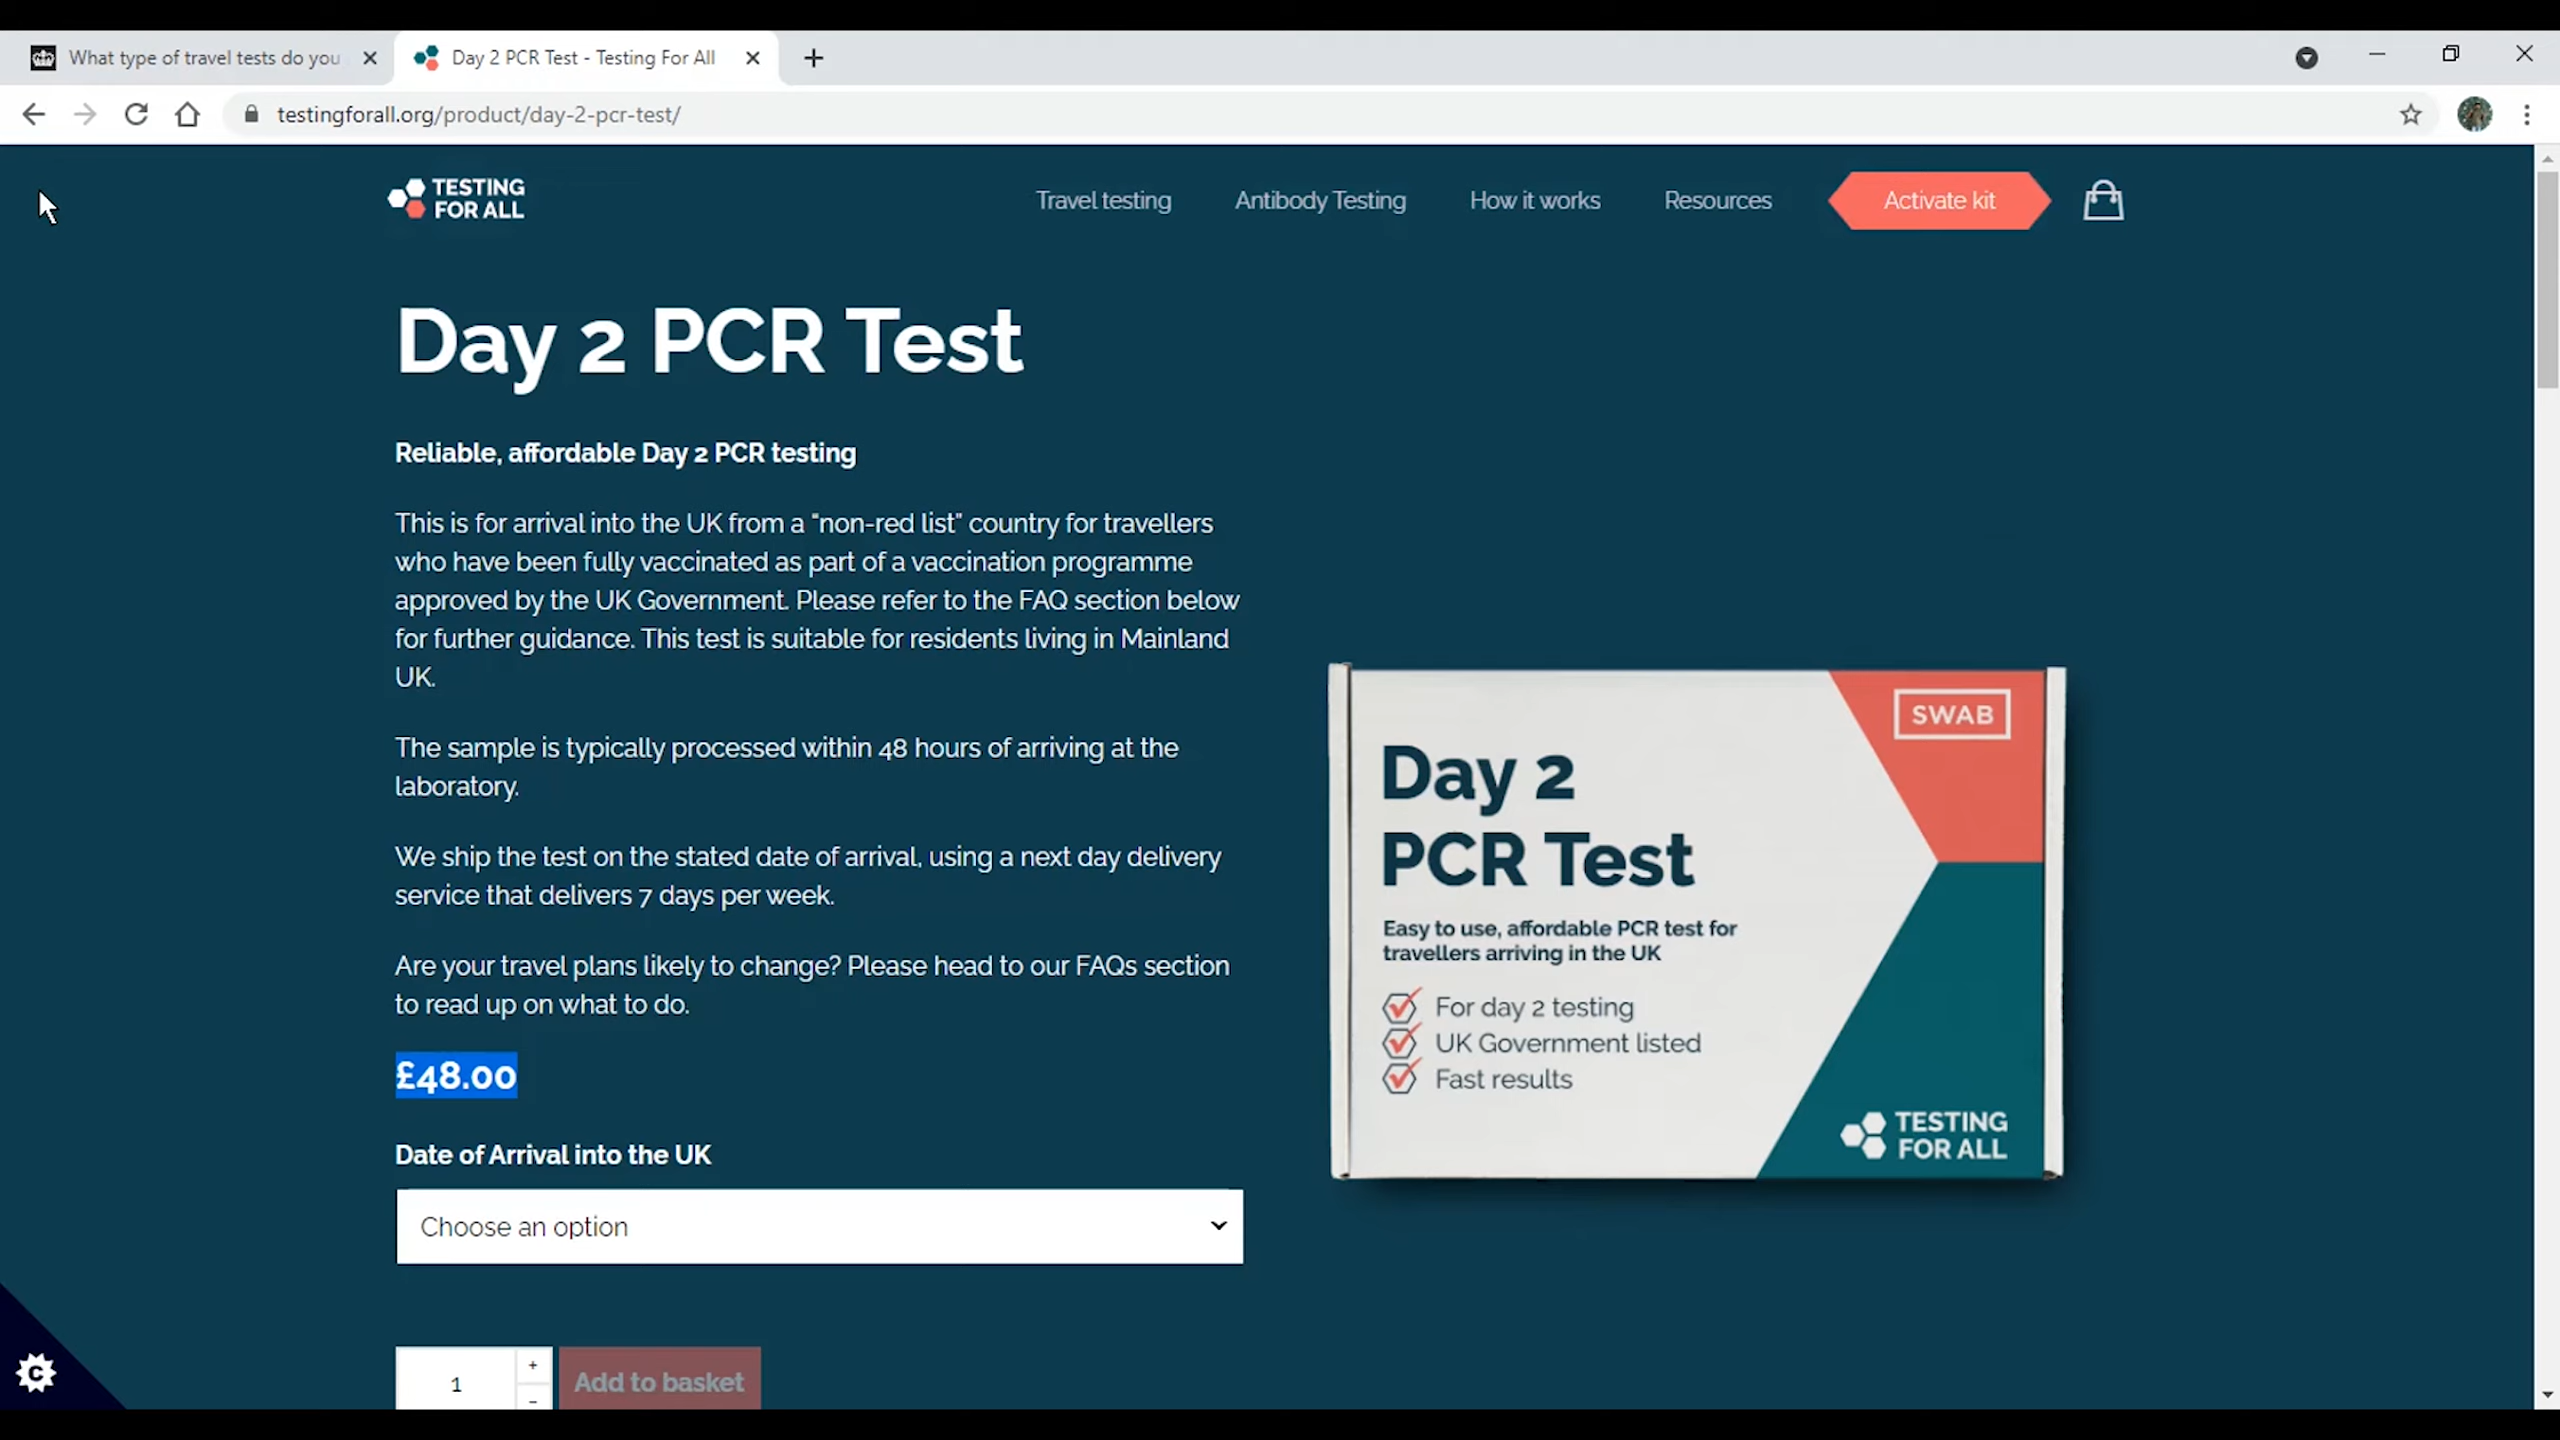 What type of travel tests do you
Day 2 PCR Test - Testing For All
testingforall.org/product/day-2-pcr-test/
TESTING
FOR ALL
Travel testing
Antibody Testing
How it works
Resources
Activate kit
Day 2 PCR Test
Reliable, affordable Day 2 PCR testing
This is for arrival into the UK from a “non-red list” country for travellers
who have been fully vaccinated as part of a vaccination programme
approved by the UK Government. Please refer to the FAQ section below
for further guidance. This test is suitable for residents living in Mainland
UK.
The sample is typically processed within 48 hours of arriving at the
laboratory.
We ship the test on the stated date of arrival, using a next day delivery
service that delivers 7 days per week.
Are your travel plans likely to change? Please head to our FAQs section
to read up on what to do.
£48.00
Date of Arrival into the UK
Choose an option
1
+
-
Add to basket
SWAB
Day 2
PCR Test
Easy to use, affordable PCR test for
travellers arriving in the UK
For day 2 testing
UK Government listed
Fast results
TESTING
FOR ALL
C